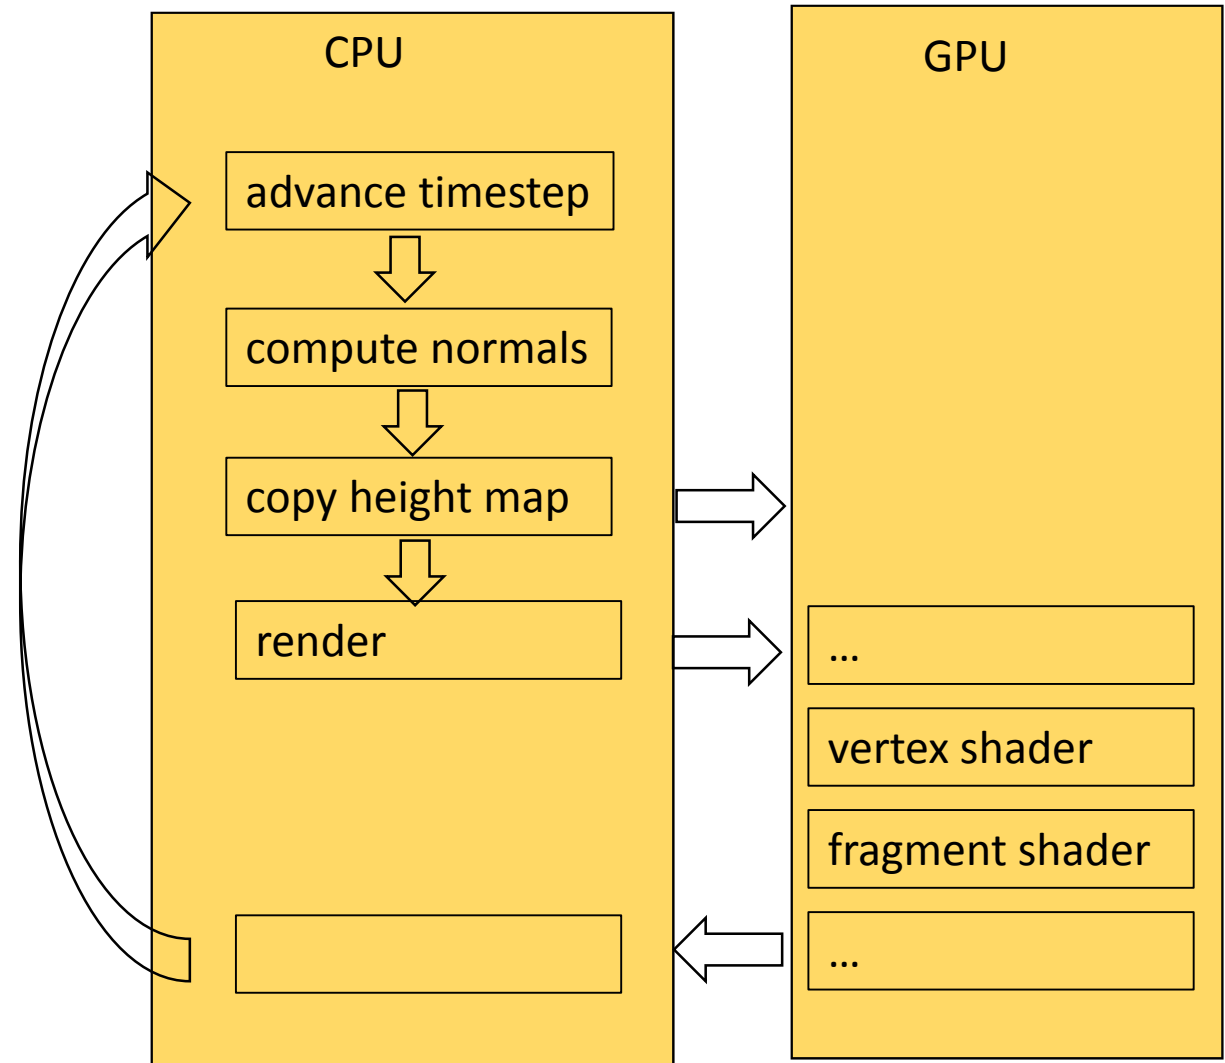 CPU
advance timestep
compute normals
copy height map
render
GPU
…
vertex shader
fragment shader
…